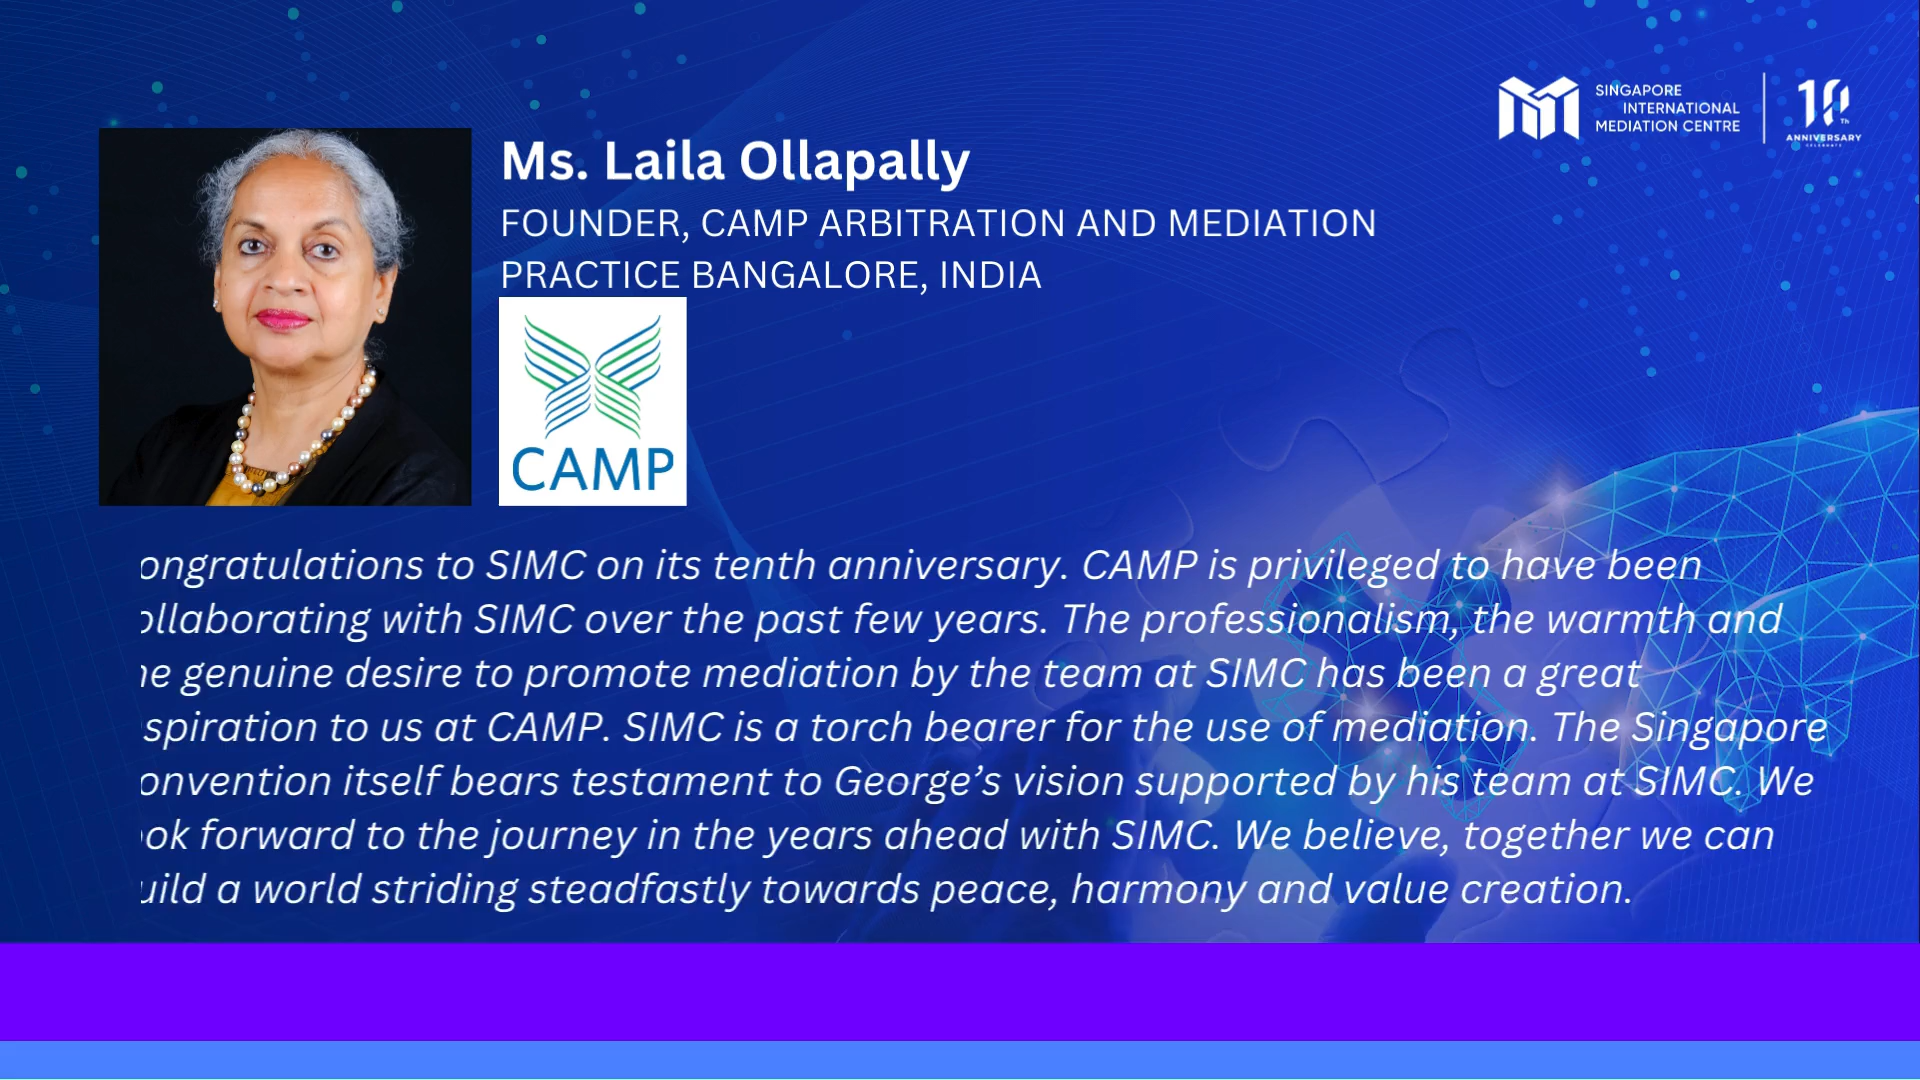 SINGAPORE
INTERNATIONAL
MEDIATION CENTRE
10Th
ANNIVERSARY
CELEBRATE
Ms. Laila Ollapally
FOUNDER, CAMP ARBITRATION AND MEDIATION
PRACTICE BANGALORE, INDIA
CAMP
ongratulations to SIMC on its tenth anniversary. CAMP is privileged to have been
ollaborating with SIMC over the past few years. The professionalism, the warmth and
he genuine desire to promote mediation by the team at SIMC has been a great
spiration to us at CAMP. SIMC is a torch bearer for the use of mediation. The Singapore
onvention itself bears testament to George’s vision supported by his team at SIMC. We
ok forward to the journey in the years ahead with SIMC. We believe, together we can
uild a world striding steadfastly towards peace, harmony and value creation.